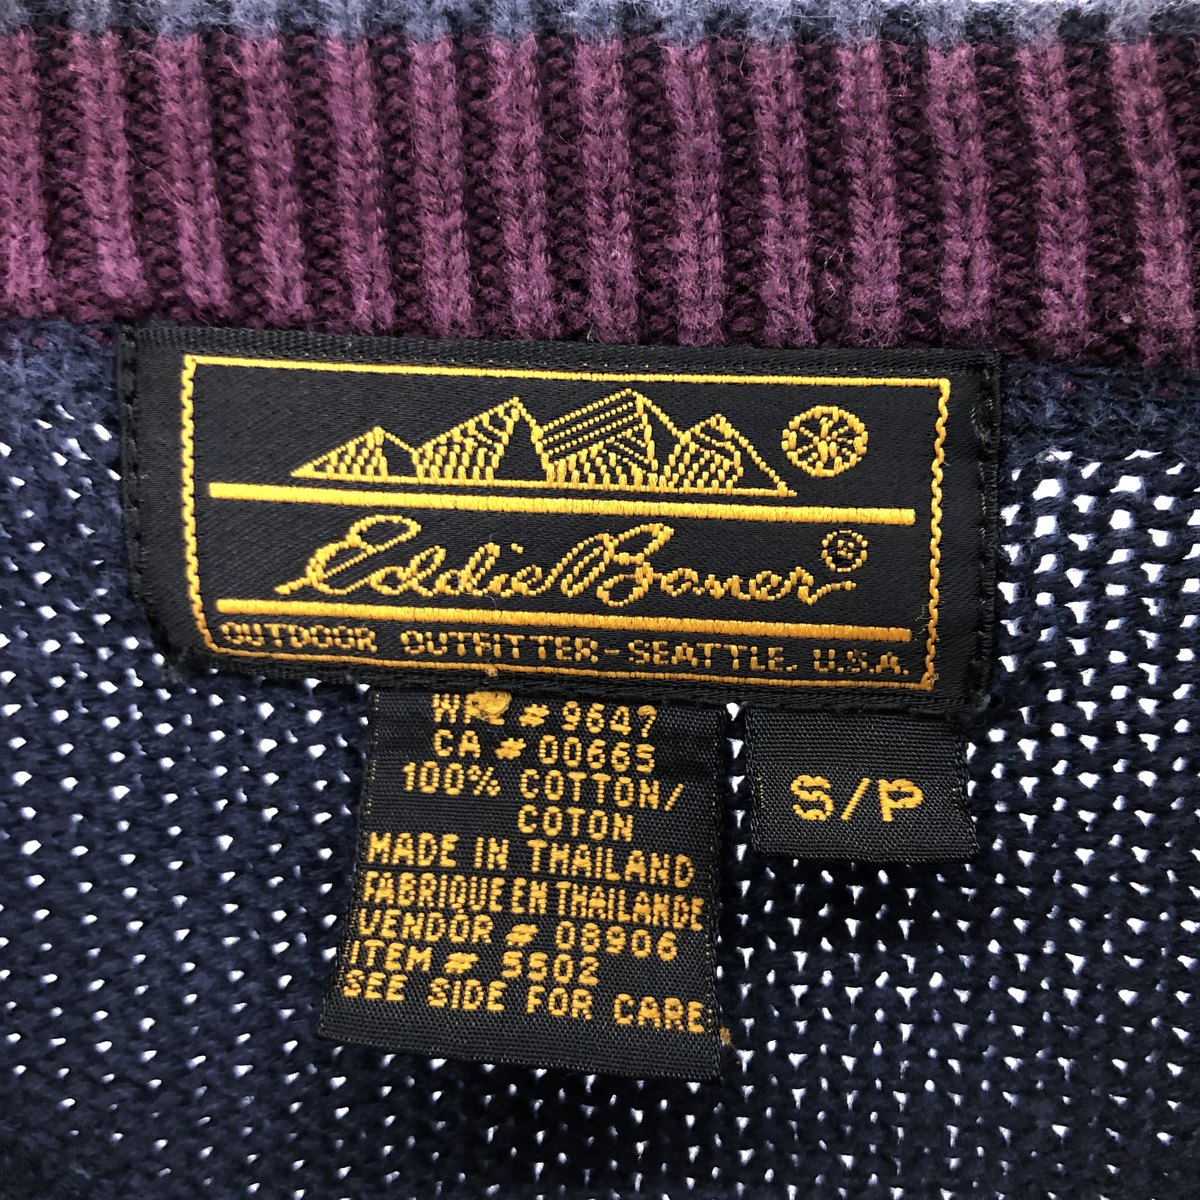 Eddie Bauer®
OUTDOOR OUTFITTER-SEATTLE, U.S.A.
# 9647
CA # 00665
100% COTTON/
COTON
MADE IN THAILAND
FABRIQUE EN THAILANDE
VENDOR # 08906
ITEM # 5502
SEE SIDE FOR CARE
S/P